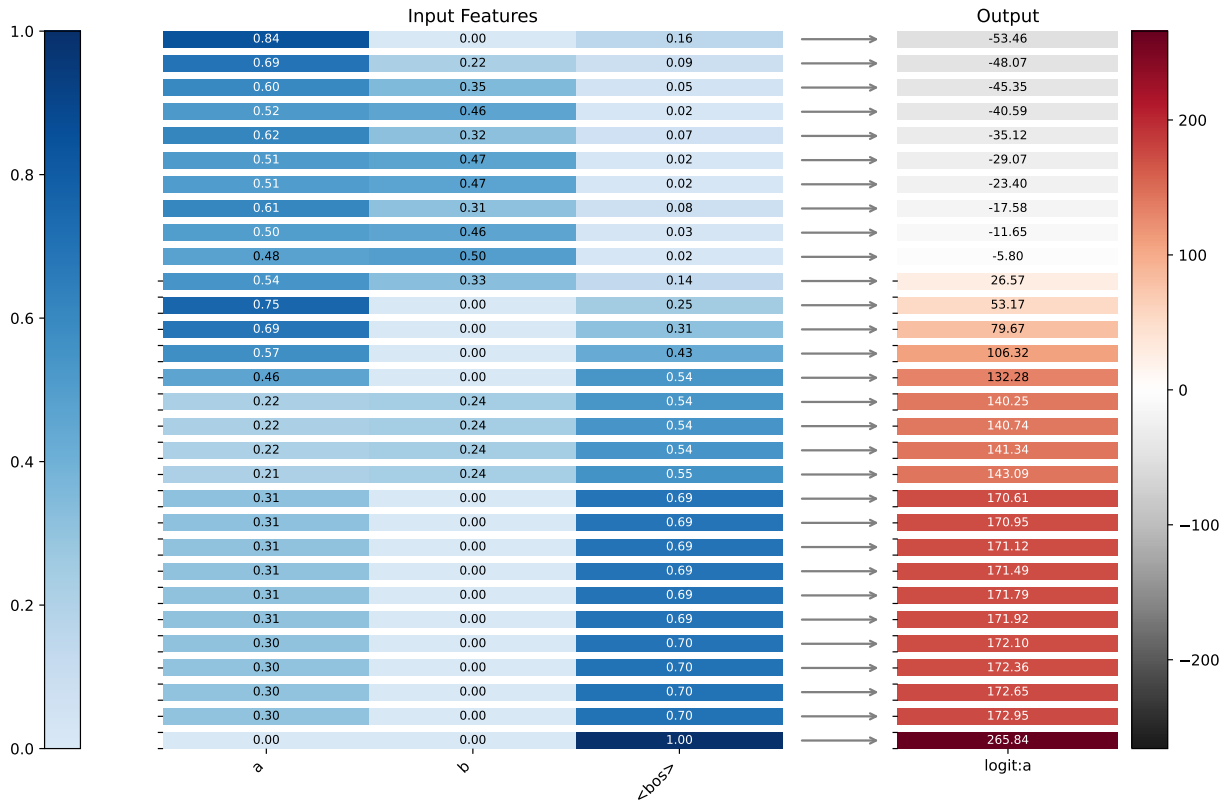 Input Features Output
1.0 0.84 0.00 0.16 -53.46
0.69 0.22 0.09 -48.07
0.60 0.35 0.05 -45.35
0.52 0.46 0.02 -40.59 200
0.62 0.32 0.07 -35.12
0.8 0.51 0.47 0.02 -29.07
0.51 0.47 0.02 -23.40
0.61 0.31 0.08 -17.58
0.50 0.46 0.03 -11.65 100
0.48 0.50 0.02 -5.80
0.54 0.33 0.14 26.57
0.6 0.75 0.00 0.25 53.17
0.69 0.00 0.31 79.67
0.57 0.00 0.43 106.32
0.46 0.00 0.54 132.28 0
0.22 0.24 0.54 140.25
0.22 0.24 0.54 140.74
0.4 0.22 0.24 0.54 141.34
0.21 0.24 0.55 143.09
0.31 0.00 0.69 170.61
0.31 0.00 0.69 170.95 −100
0.31 0.00 0.69 171.12
0.31 0.00 0.69 171.49
0.2 0.31 0.00 0.69 171.79
0.31 0.00 0.69 171.92
0.30 0.00 0.70 172.10
0.30 0.00 0.70 172.36 −200
0.30 0.00 0.70 172.65
0.30 0.00 0.70 172.95
0.0 0.00 0.00 1.00 265.84
a b <bos> logit:a